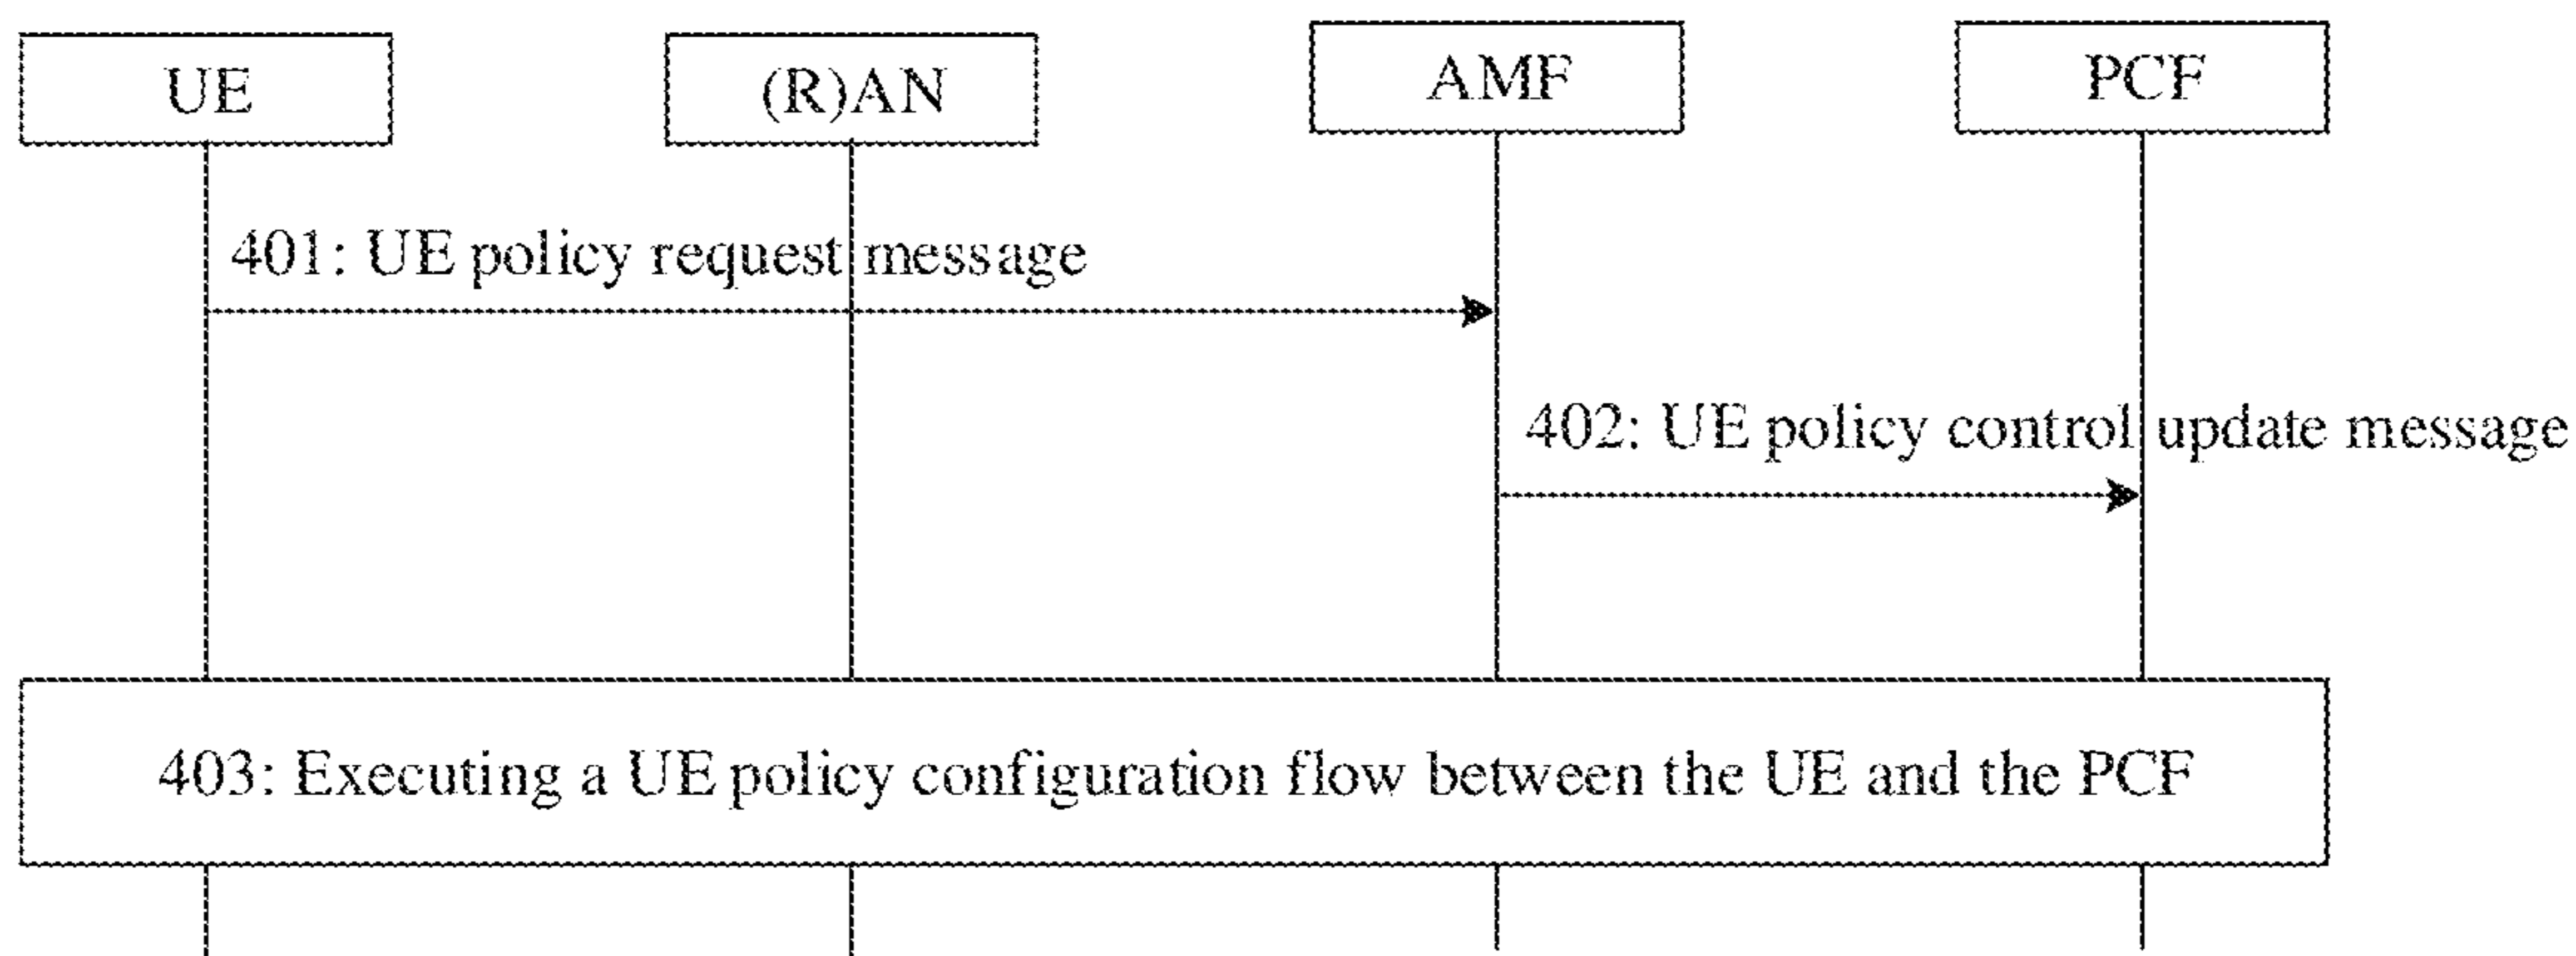 UE
(R)AN
AMF
PCF
401: UE policy request message
402: UE policy control update message
403: Executing a UE policy configuration flow between the UE and the PCF